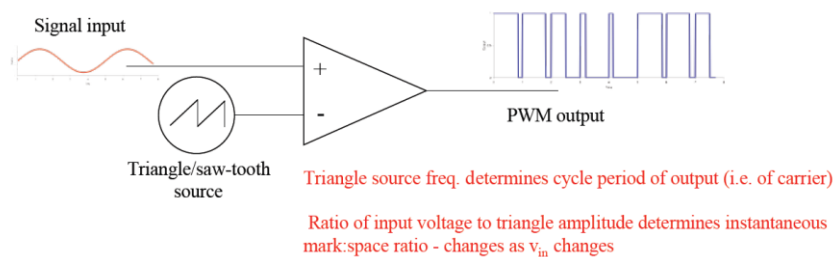 Signal input
+
-
Triangle/saw-tooth
source
PWM output
Time
Triangle source freq. determines cycle period of output (i.e. of carrier)
Ratio of input voltage to triangle amplitude determines instantaneous
mark:space ratio - changes as vin changes